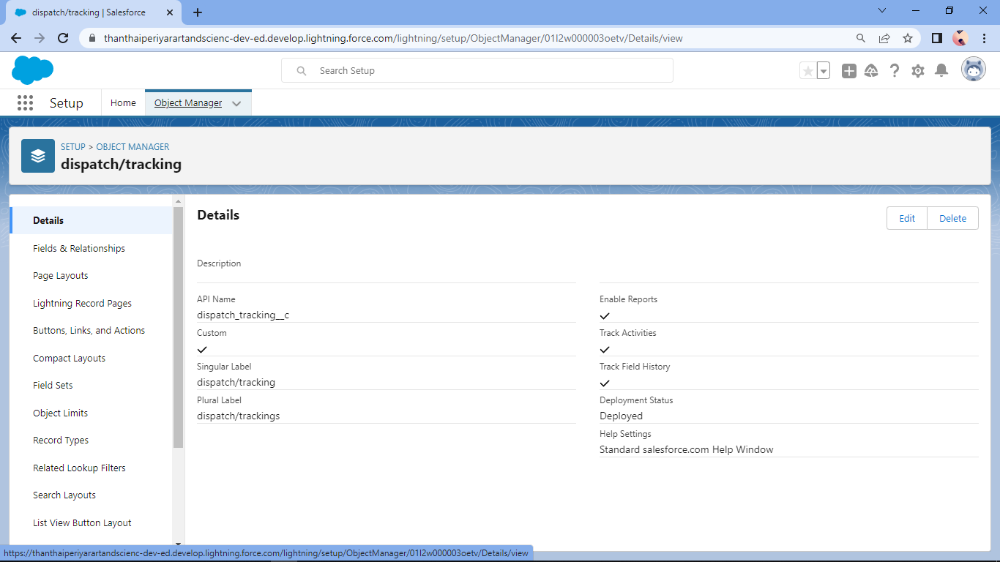 dispatch/tracking | Salesforce
thanthaiperiyarartandscienc-dev-ed.develop.lightning.force.com/lightning/setup/ObjectManager/01I2w000003oetv/Details/view
Search Setup
Setup
Home
Object Manager
SETUP > OBJECT MANAGER
dispatch/tracking
Details
Fields & Relationships
Page Layouts
Lightning Record Pages
Buttons, Links, and Actions
Compact Layouts
Field Sets
Object Limits
Record Types
Related Lookup Filters
Search Layouts
List View Button Layout
Details
Edit
Delete
Description
API Name
dispatch_tracking__c
Custom
Singular Label
dispatch/tracking
Plural Label
dispatch/trackings
Enable Reports
Track Activities
Track Field History
Deployment Status
Deployed
Help Settings
Standard salesforce.com Help Window
https://thanthaiperiyarartandscienc-dev-ed.develop.lightning.force.com/lightning/setup/ObjectManager/01I2w000003oetv/Details/view